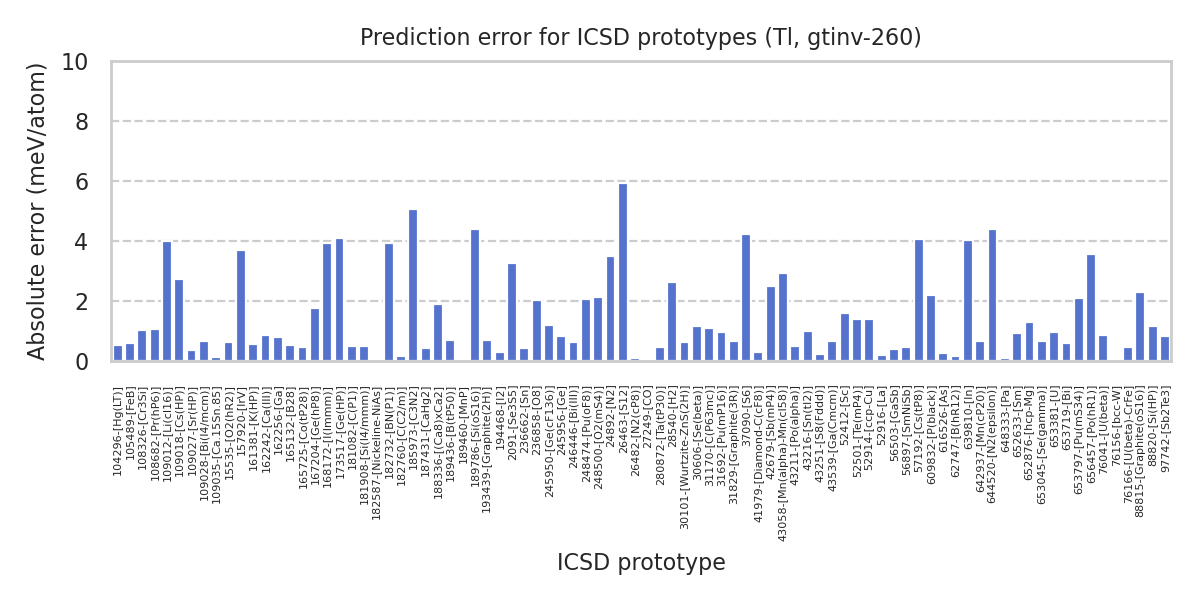 Prediction error for ICSD prototypes (Tl, gtinv-260)
Absolute error (meV/atom)
10
8
6
4
2
0
104296-[Hg(LT)]
105489-[FeB]
108326-[Cr3Si]
108682-[Pr(hP6)]
109012-[Li(cI16)]
109018-[Cs(HP)]
109027-[Sr(HP)]
109028-[Bi(I4/mcm)]
109035-[Ca.15Sn.85]
15535-[O2(hR2)]
157920-[IrV]
161381-[K(HP)]
162242-[Ca(III)]
162256-[Ga]
165132-[B28]
165725-[Co(tP28)]
167204-[Ge(hP8)]
168172-[I(Immm)]
173517-[Ge(HP)]
181082-[C(P1)]
181908-[Si(I4/mmm)]
182587-[Nickeline-NiAs]
182732-[BN(P1)]
182760-[C(C2/m)]
185973-[C3N2]
187431-[CaHg2]
188336-[(Ca8)xCa2]
189436-[B(tP50)]
189460-[MnP]
189786-[Si(oS16)]
193439-[Graphite(2H)]
194468-[I2]
2091-[Se3S5]
236662-[Sn]
236858-[O8]
245950-[Ge(cF136)]
245956-[Ge]
246446-[Bi(III)]
248474-[Pu(oF8)]
248500-[O2(mS4)]
24892-[N2]
26463-[S12]
26482-[N2(cP8)]
27249-[CO]
280872-[Ta(tP30)]
28540-[H2]
30101-[Wurtzite-ZnS(2H)]
30606-[Se(beta)]
31170-[C(P63mc)]
31692-[Pu(mP16)]
31829-[Graphite(3R)]
37090-[S6]
41979-[Diamond-C(cF8)]
42679-[Sb(mP4)]
43058-[Mn(alpha)-Mn(cI58)]
43211-[Po(alpha)]
43216-[Sn(tI2)]
43251-[S8(Fddd)]
43539-[Ga(Cmcm)]
52412-[Sc]
52501-[Te(mP4)]
52914-[ccp-Cu]
52916-[La]
56503-[GaSb]
56897-[SmNiSb]
57192-[Cs(tP8)]
609832-[P(black)]
616526-[As]
62747-[B(hR12)]
639810-[In]
642937-[Mn(cP20)]
644520-[N2(epsilon)]
648333-[Pa]
652633-[Sm]
652876-[hcp-Mg]
653045-[Se(gamma)]
653381-[U]
653719-[Bi]
653797-[Pu(mS34)]
656457-[Po(hR1)]
76041-[U(beta)]
76156-[bcc-W]
76166-[U(beta)-CrFe]
88815-[Graphite(oS16)]
88820-[Si(HP)]
97742-[Sb2Te3]
ICSD prototype